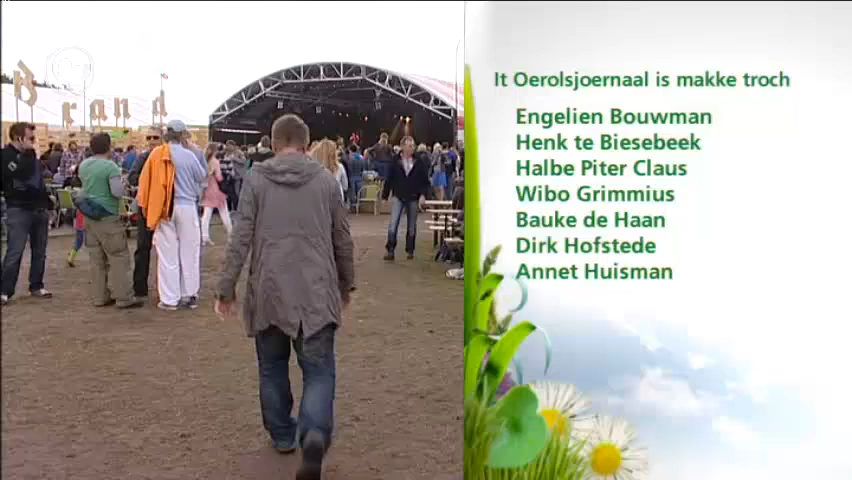 Brand
It Oerolsjoernaal is makke troch
Engelien Bouwman
Henk te Biesebeek
Halbe Piter Claus
Wibo Grimmius
Bauke de Haan
Dirk Hofstede
Annet Huisman